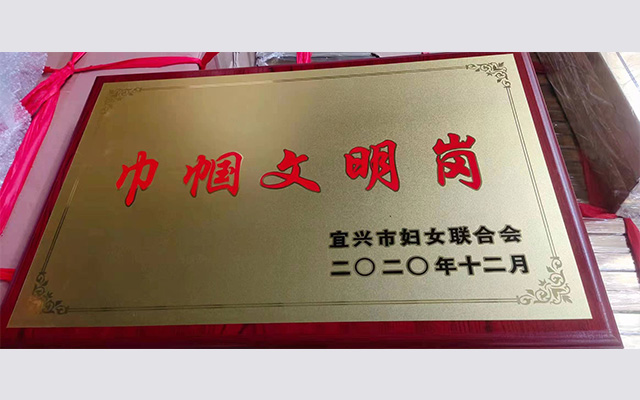 巾帼文明岗
宜兴市妇女联合会
二〇二〇年十二月